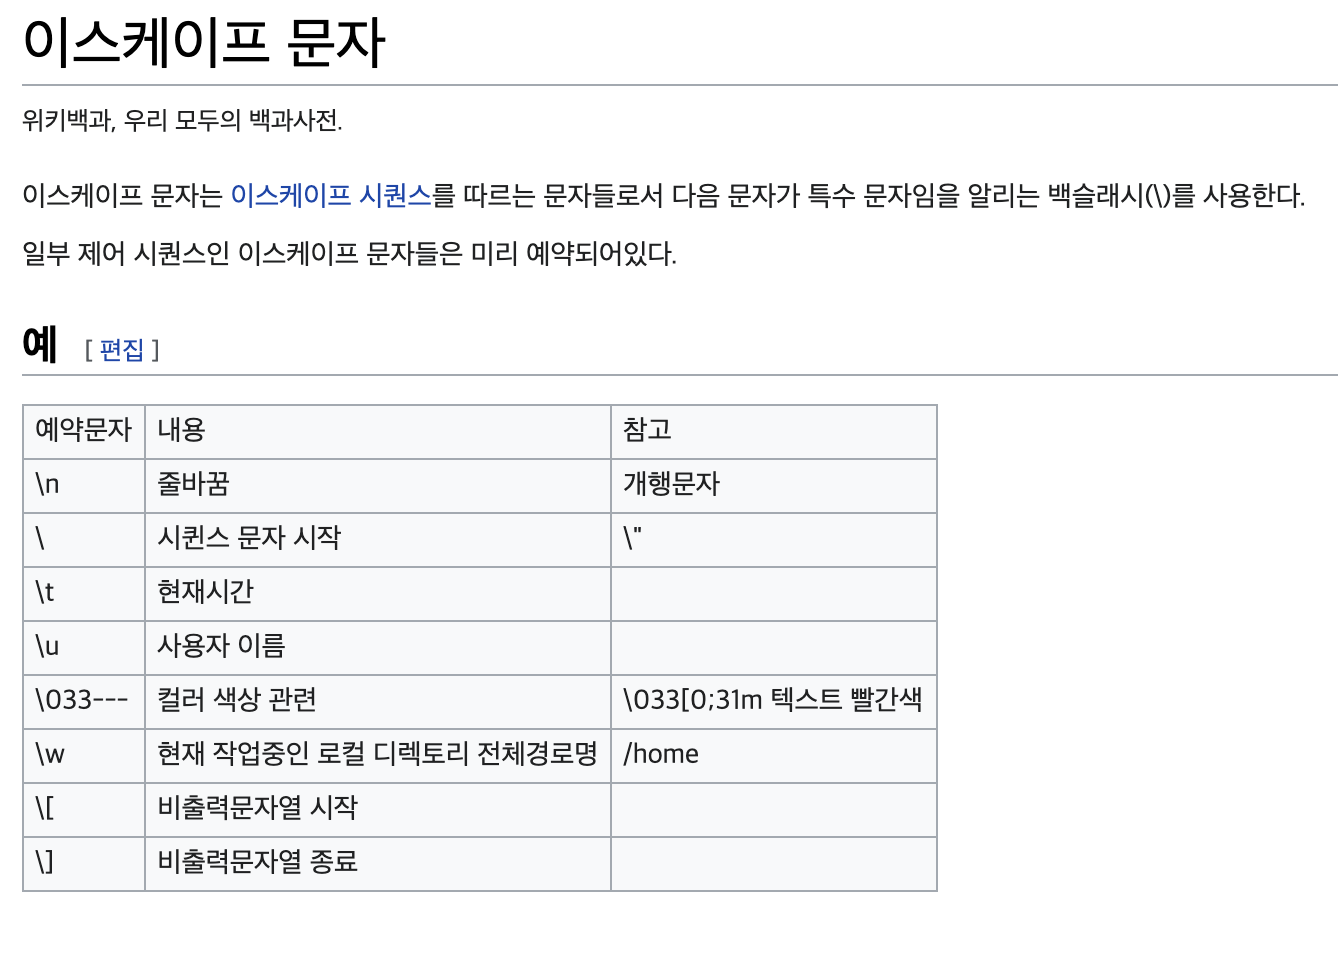 이스케이프 문자
위키백과, 우리 모두의 백과사전.
이스케이프 문자는 이스케이프 시퀀스를 따르는 문자들로서 다음 문자가 특수 문자임을 알리는 백슬래시(\)를 사용한다.
일부 제어 시퀀스인 이스케이프 문자들은 미리 예약되어있다.
예 [ 편집 ]
예약문자 내용 참고
\n 줄바꿈 개행문자
\ 시퀸스 문자 시작 \"
\t 현재시간
\u 사용자 이름
\033--- 컬러 색상 관련 \033[0;31m 텍스트 빨간색
\w 현재 작업중인 로컬 디렉토리 전체경로명 /home
\[ 비출력문자열 시작
\] 비출력문자열 종료